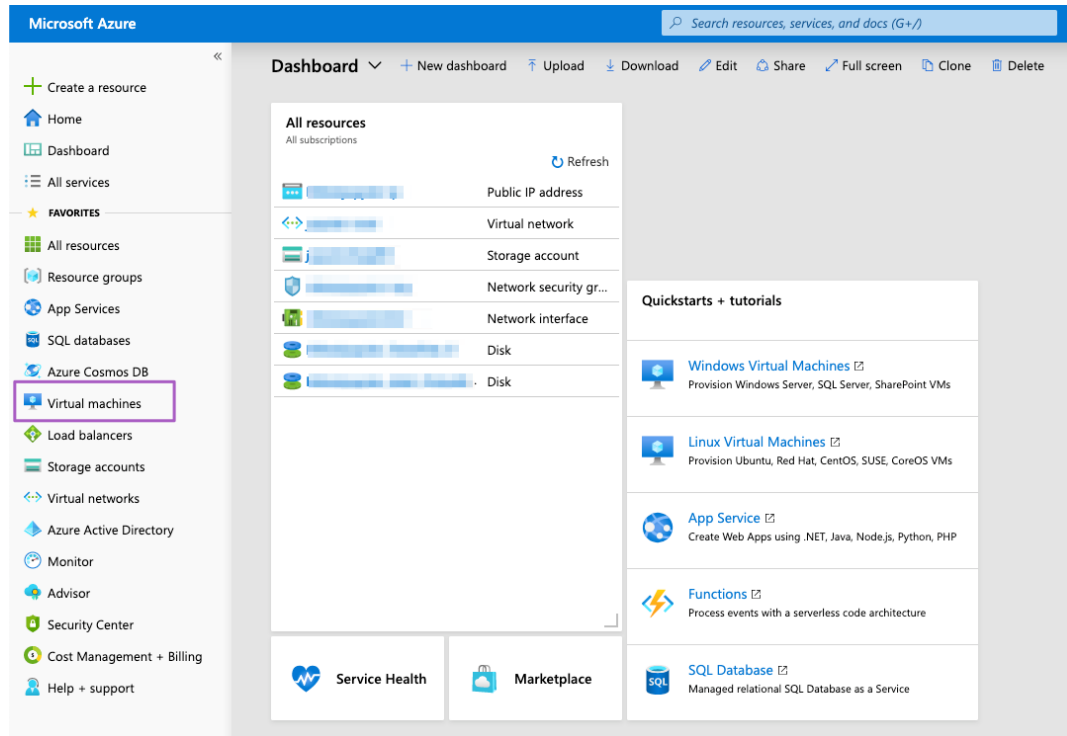 Microsoft Azure
Search resources, services, and docs (G+/)
«
Create a resource
Home
Dashboard
All services
FAVORITES
All resources
Resource groups
App Services
SQL databases
Azure Cosmos DB
Virtual machines
Load balancers
Storage accounts
Virtual networks
Azure Active Directory
Monitor
Advisor
Security Center
Cost Management + Billing
Help + support
Dashboard New dashboard Upload Download Edit Share Full screen Clone Delete
All resources
All subscriptions
Refresh
Public IP address
Virtual network
Storage account
Network security gr...
Network interface
Disk
Disk
Service Health
Marketplace
Quickstarts + tutorials
Windows Virtual Machines
Provision Windows Server, SQL Server, SharePoint VMs
Linux Virtual Machines
Provision Ubuntu, Red Hat, CentOS, SUSE, CoreOS VMs
App Service
Create Web Apps using .NET, Java, Node.js, Python, PHP
Functions
Process events with a serverless code architecture
SQL Database
Managed relational SQL Database as a Service